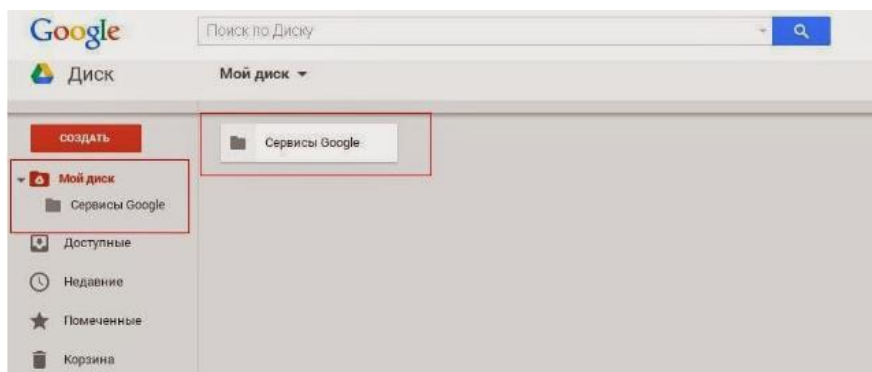 Google
Поиск по Диску
Диск
Мой диск
СОЗДАТЬ
Мой диск
Сервисы Google
Доступные
Недавние
Помеченные
Корзина
Сервисы Google